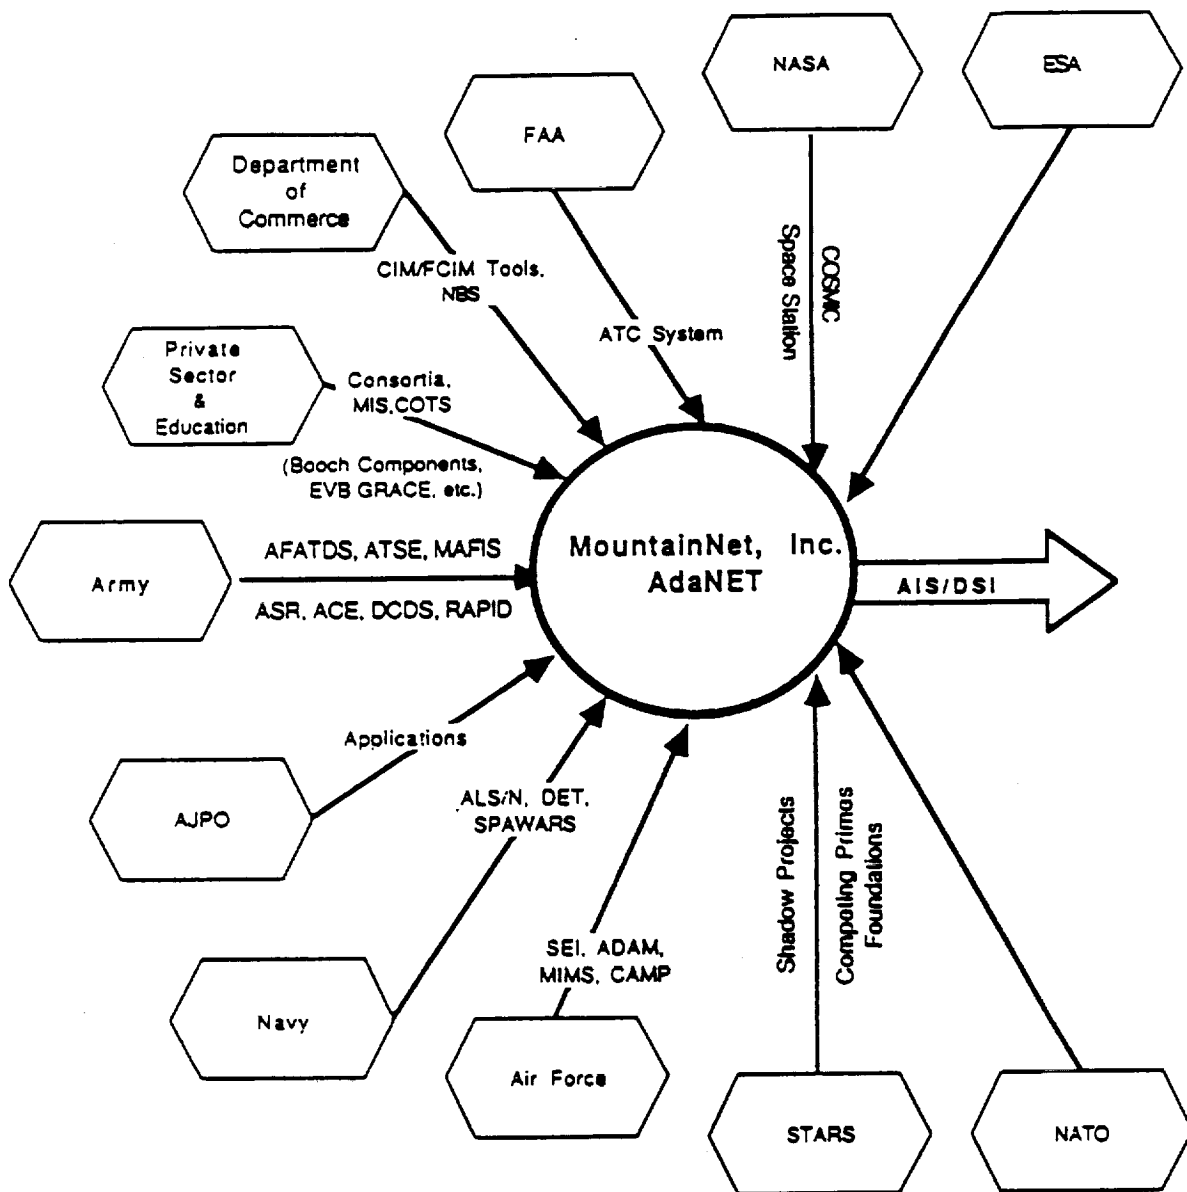 NASA
ESA
FAA
Department
of
Commerce
CIM/FCIM Tools,
NBS
ATC System
COSMIC
Space Station
Private
Sector
&
Education
Consortia,
MIS,COTS
(Booch Components,
EVB GRACE, etc.)
Army
AFATDS, ATSE, MAFIS
ASR, ACE, DCDS, RAPID
MountainNet, Inc.
AdaNET
AIS/DSI
AJPO
Applications
Navy
ALS/N, DET,
SPAWARS
Air Force
SEI, ADAM,
MIMS, CAMP
STARS
Shadow Projects
Competing Primes
Foundations
NATO